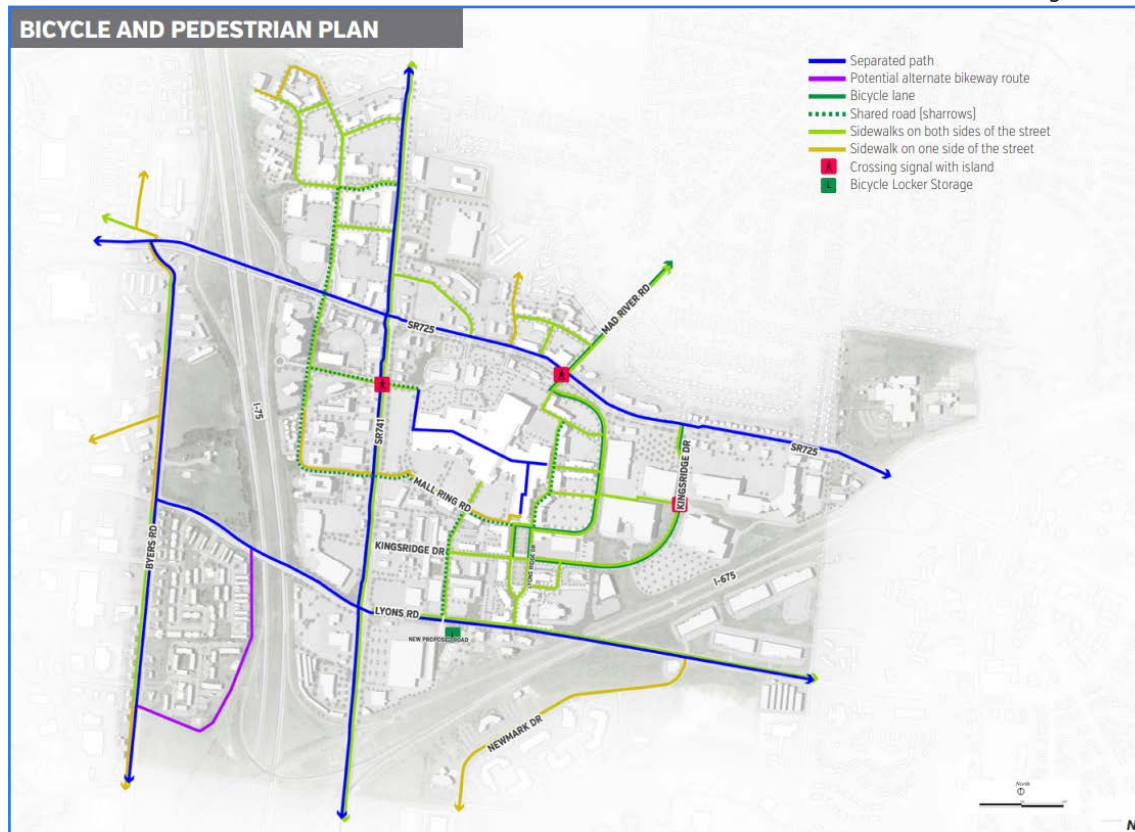 BICYCLE AND PEDESTRIAN PLAN
Separated path
Potential alternate bikeway route
Bicycle lane
Shared road (sharrows)
Sidewalks on both sides of the street
Sidewalk on one side of the street
Crossing signal with island
L Bicycle Locker Storage
MAD RIVER RD
SR725
I-75
SR741
SR725
KINGSRIDGE DR
MALL RING RD
BYERS RD
KINGSRIDGE DR
LYONS RIDGE DR
I-675
LYONS RD
L
NEW PROPOSED ROAD
NEWMARK DR
North
N